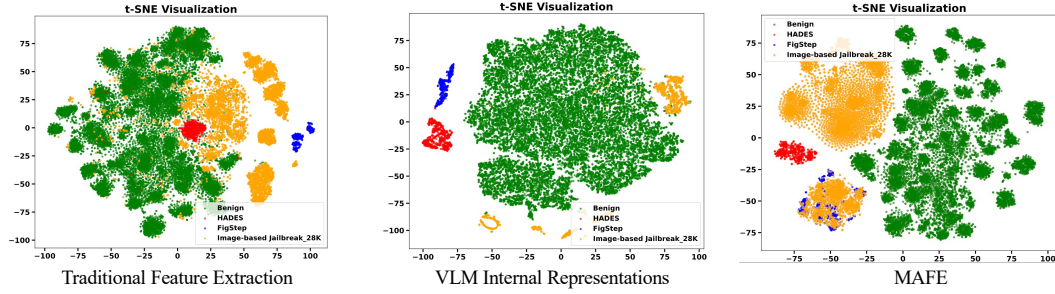 t-SNE Visualization
100
75
50
25
0
−25
−50
−75
−100
−100 −75 −50 −25 0 25 50 75 100
Benign
HADES
FigStep
Image-based Jailbreak_28K
Traditional Feature Extraction
t-SNE Visualization
100
75
50
25
0
−25
−50
−75
−100
−100 −75 −50 −25 0 25 50 75 100
Benign
HADES
FigStep
Image-based Jailbreak_28K
VLM Internal Representations
t-SNE Visualization
Benign
HADES
FigStep
Image-based Jailbreak_28K
75
50
25
0
−25
−50
−75
−75 −50 −25 0 25 50 75 100
MAFE